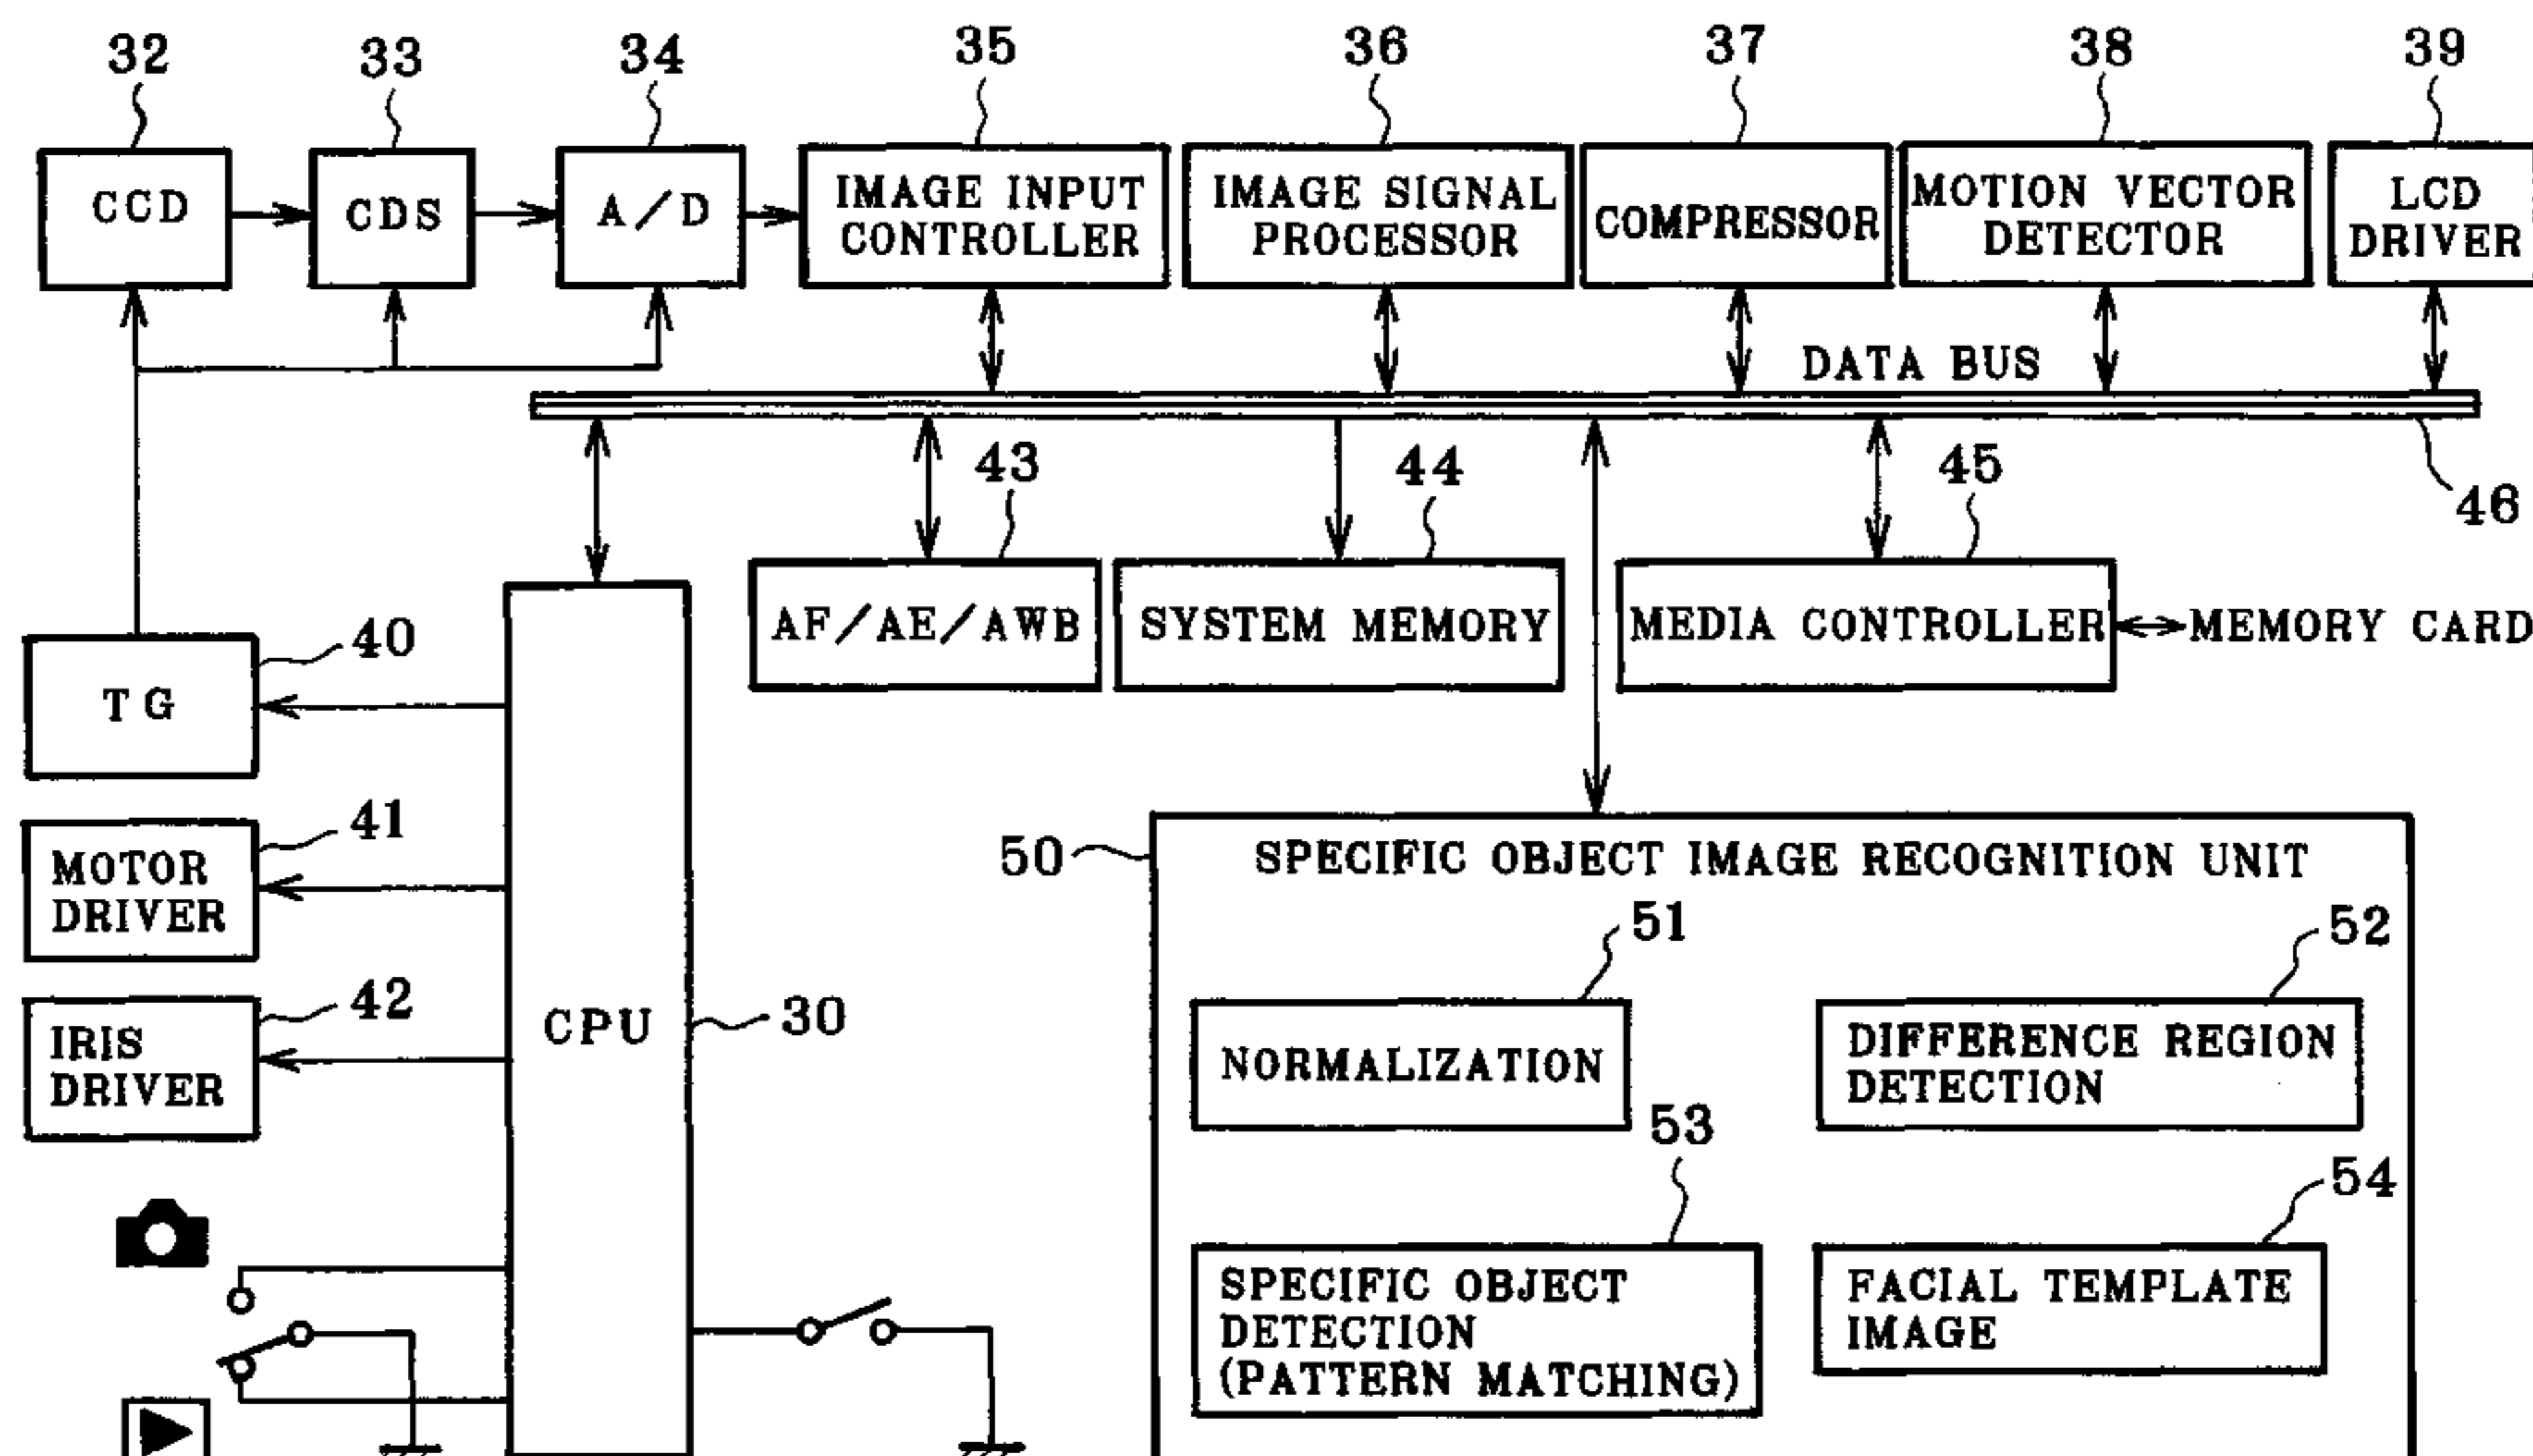 32
33
34
35
36
37
38
39
CCD
CDS
A/D
IMAGE INPUT
CONTROLLER
IMAGE SIGNAL
PROCESSOR
COMPRESSOR
MOTION VECTOR
DETECTOR
LCD
DRIVER
DATA BUS
46
43
44
45
AF/AE/AWB
SYSTEM MEMORY
MEDIA CONTROLLER
MEMORY CARD
40
TG
41
MOTOR
DRIVER
42
IRIS
DRIVER
CPU
30
50
SPECIFIC OBJECT IMAGE RECOGNITION UNIT
51
NORMALIZATION
52
DIFFERENCE REGION
DETECTION
53
SPECIFIC OBJECT
DETECTION
(PATTERN MATCHING)
54
FACIAL TEMPLATE
IMAGE